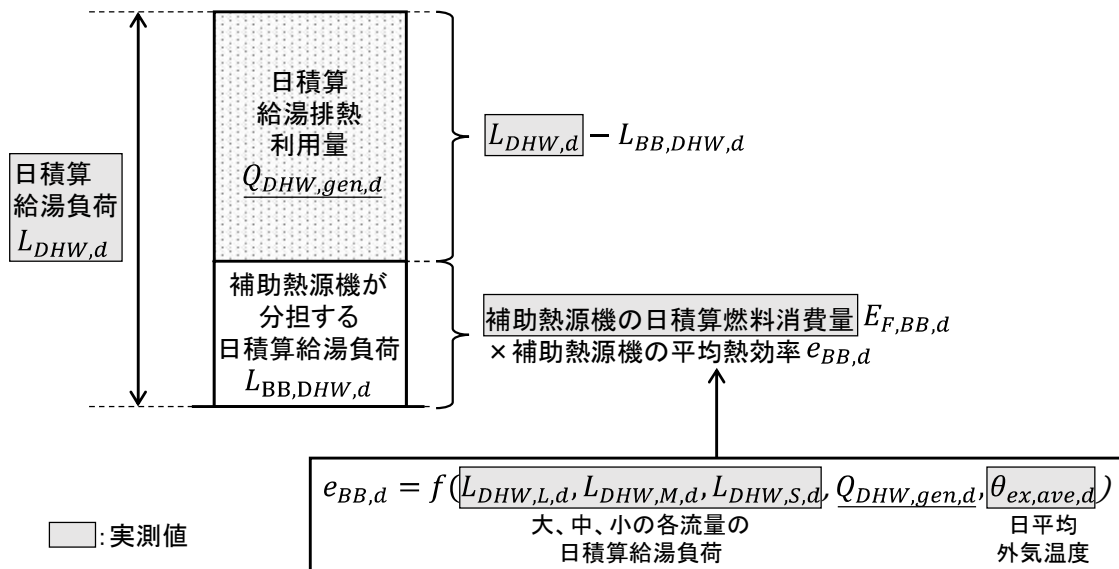 日積算
給湯負荷
L_{DHW,d}
日積算
給湯排熱
利用量
Q_{DHW,gen,d}
L_{DHW,d} − L_{BB,DHW,d}
補助熱源機が
分担する
日積算給湯負荷
L_{BB,DHW,d}
補助熱源機の日積算燃料消費量 E_{F,BB,d}
×補助熱源機の平均熱効率 e_{BB,d}
e_{BB,d} = f(L_{DHW,L,d}, L_{DHW,M,d}, L_{DHW,S,d}, Q_{DHW,gen,d}, θ_{ex,ave,d})
大、中、小の各流量の
日積算給湯負荷
日平均
外気温度
:実測値